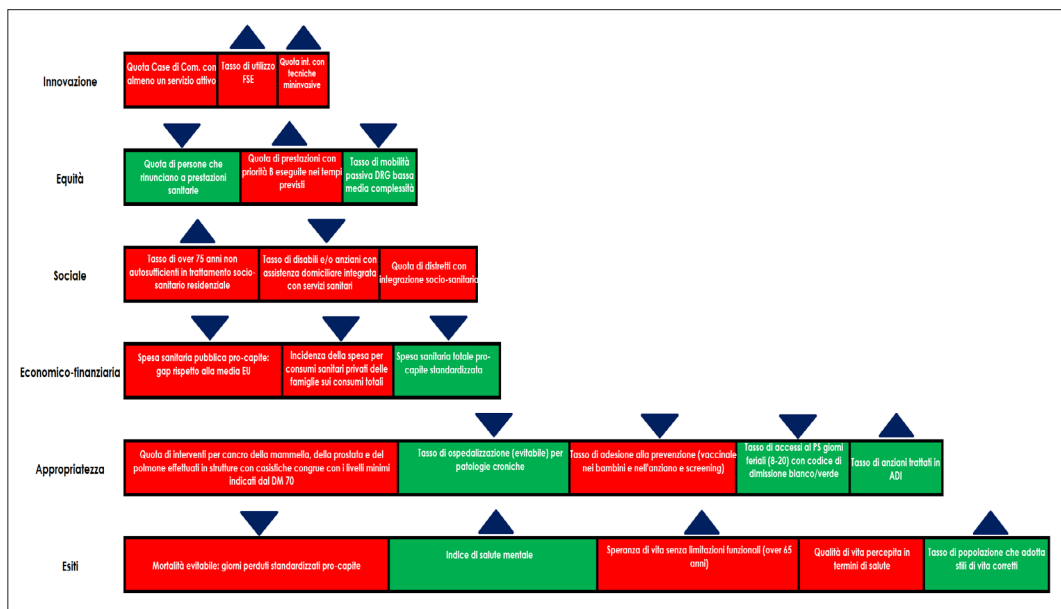 Innovazione
Quota Case di Com. con
almeno un servizio attivo
Tasso di utilizzo
FSE
Quota int. con
tecniche
mininvasive
Equità
Quota di persone che
rinunciano a prestazioni
sanitarie
Quota di prestazioni con
priorità B eseguite nei tempi
previsti
Tasso di mobilità
passiva DRG bassa
media complessità
Sociale
Tasso di over 75 anni non
autosufficienti in trattamento socio-
sanitario residenziale
Tasso di disabili e/o anziani con
assistenza domiciliare integrata
con servizi sanitari
Quota di distretti con
integrazione socio-sanitaria
Economico-finanziaria
Spesa sanitaria pubblica pro-capite:
gap rispetto alla media EU
Incidenza della spesa per
consumi sanitari privati delle
famiglie sui consumi totali
Spesa sanitaria totale pro-
capite standardizzata
Appropriatezza
Quota di interventi per cancro della mammella, della prostata e del
polmone effettuati in strutture con casistiche congrue con i livelli minimi
indicati dal DM 70
Tasso di ospedalizzazione (evitabile) per
patologie croniche
Tasso di adesione alla prevenzione (vaccinale
nei bambini e nell'anziano e screening)
Tasso di accessi al PS giorni
feriali (8-20) con codice di
dimissione bianco/verde
Tasso di anziani trattati in
ADI
Esiti
Mortalità evitabile: giorni perduti standardizzati pro-capite
Indice di salute mentale
Speranza di vita senza limitazioni funzionali (over 65
anni)
Qualità di vita percepita in
termini di salute
Tasso di popolazione che adotta
stili di vita corretti